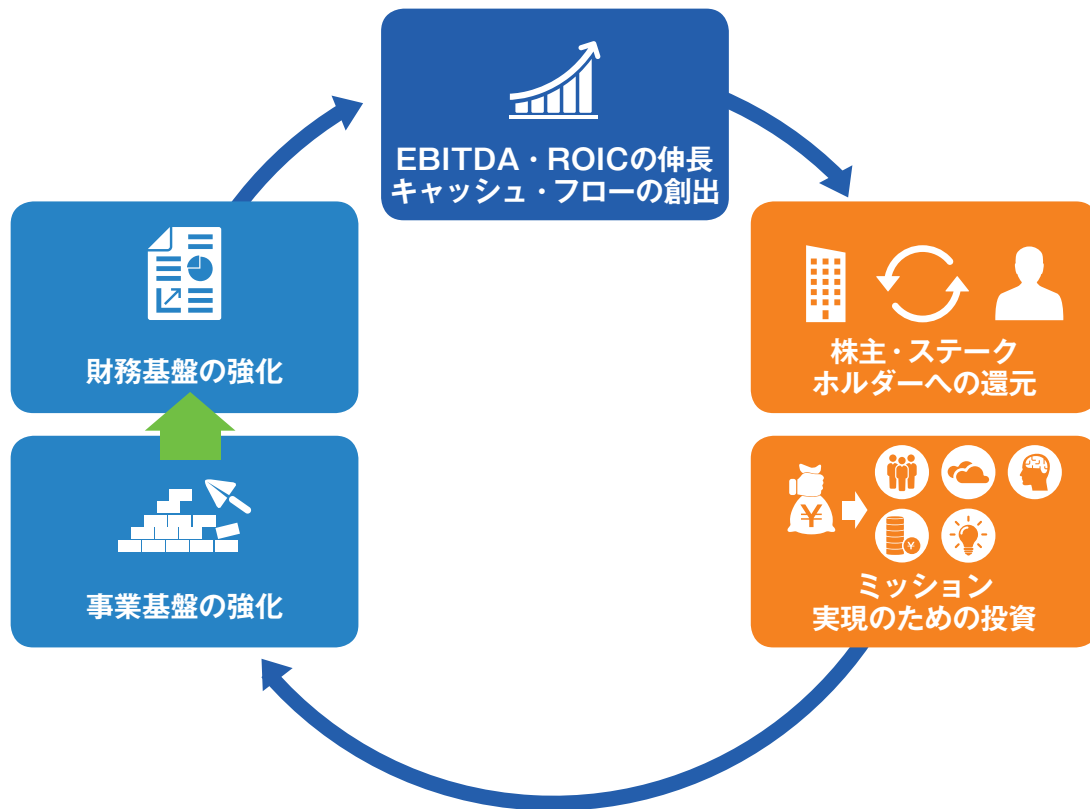 EBITDA・ROICの伸長
キャッシュ・フローの創出
株主・ステーク
ホルダーへの還元
¥
¥
ミッション
実現のための投資
事業基盤の強化
財務基盤の強化